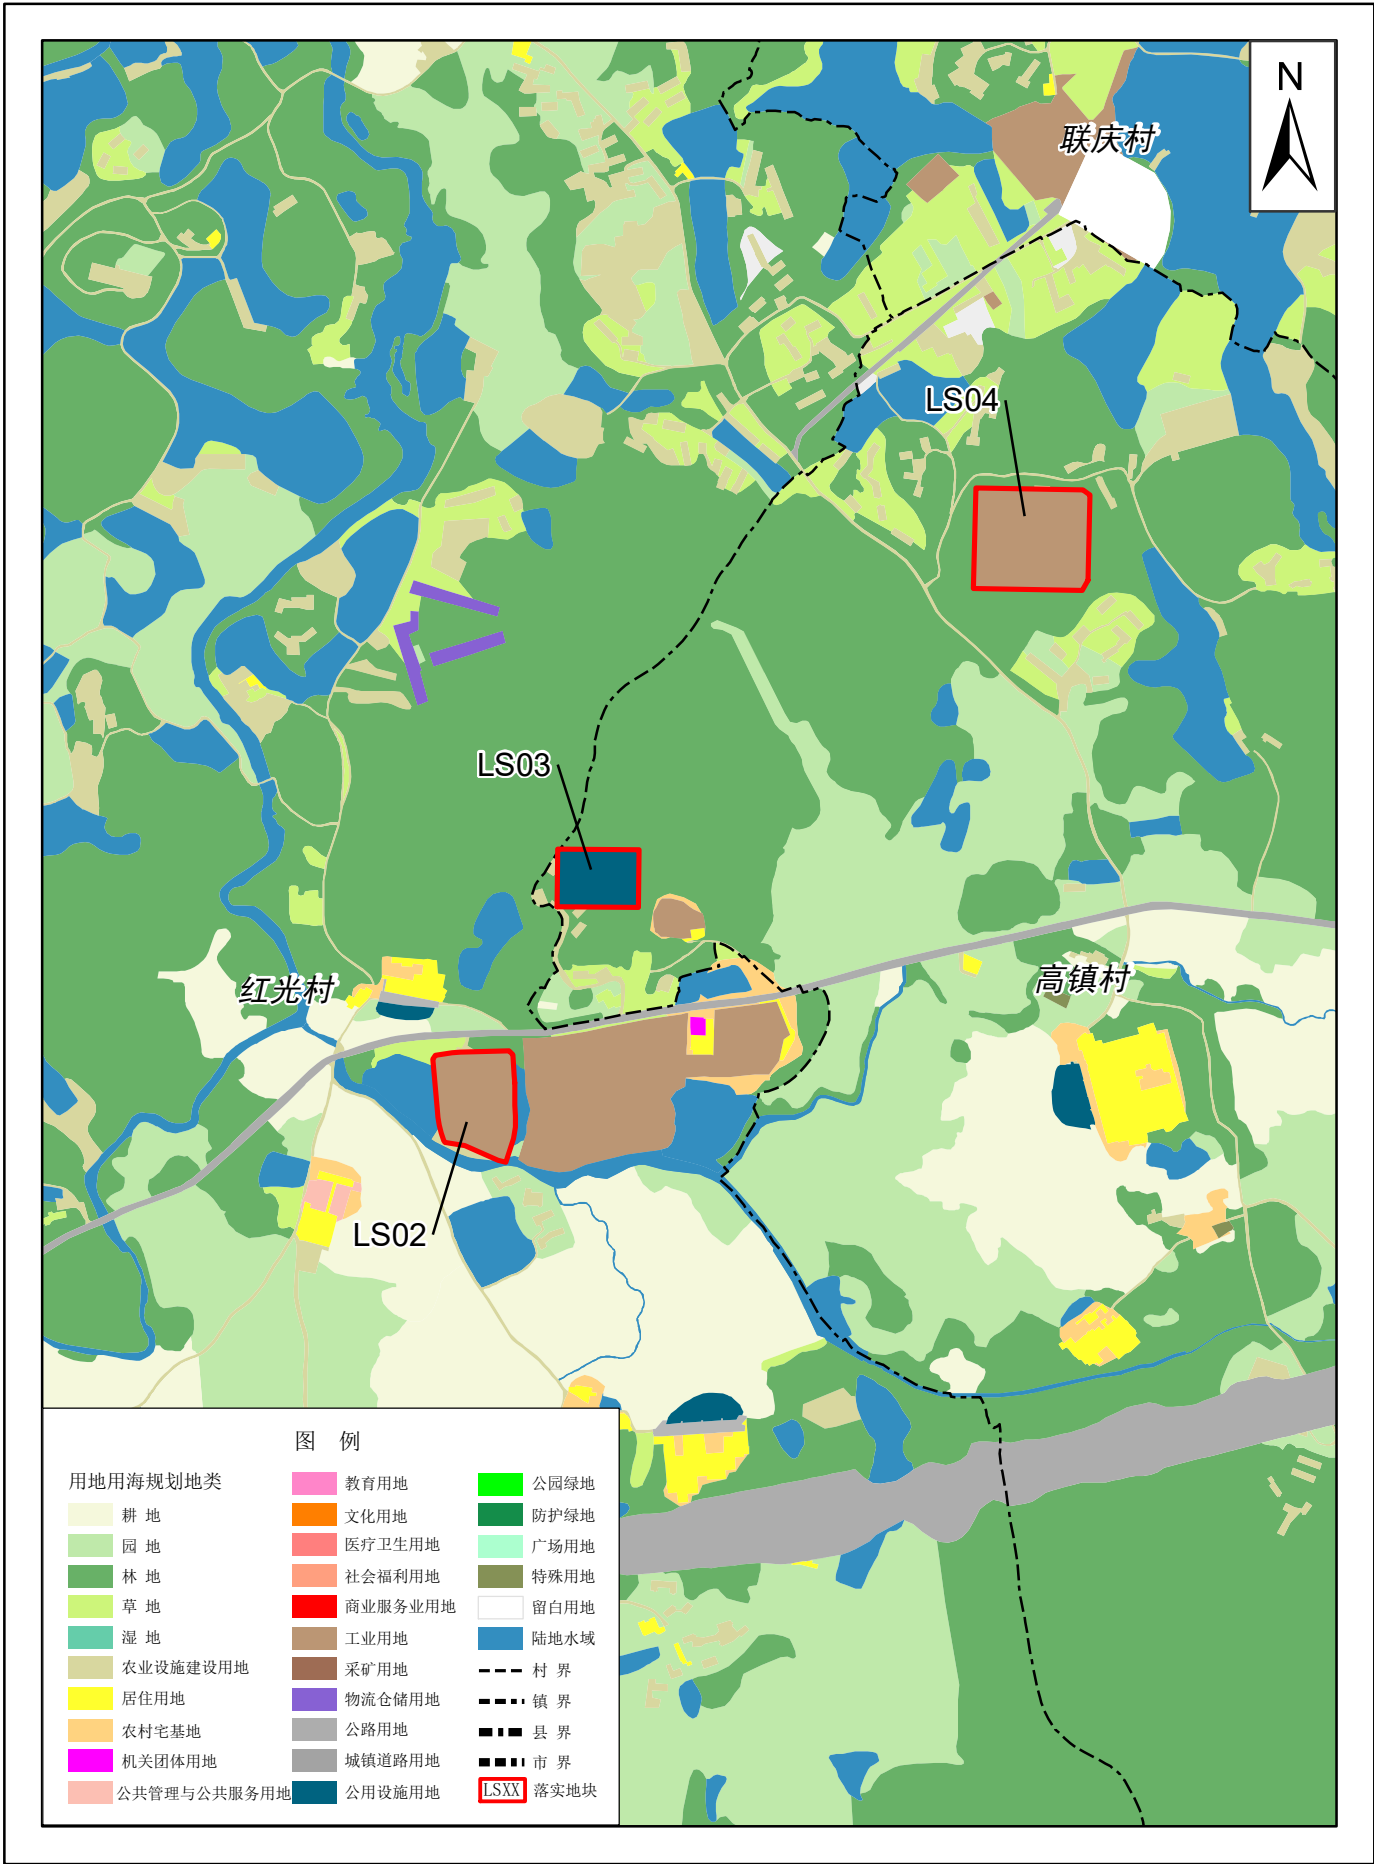 N
联庆村
LS04
LS03
红光村
高镇村
LS02
图 例
用地用海规划地类
耕 地
园 地
林 地
草 地
湿 地
农业设施建设用地
居住用地
农村宅基地
机关团体用地
公共管理与公共服务用地
教育用地
文化用地
医疗卫生用地
社会福利用地
商业服务业用地
工业用地
采矿用地
物流仓储用地
公路用地
城镇道路用地
公用设施用地
公园绿地
防护绿地
广场用地
特殊用地
留白用地
陆地水域
村 界
镇 界
县 界
市 界
LSXX 落实地块